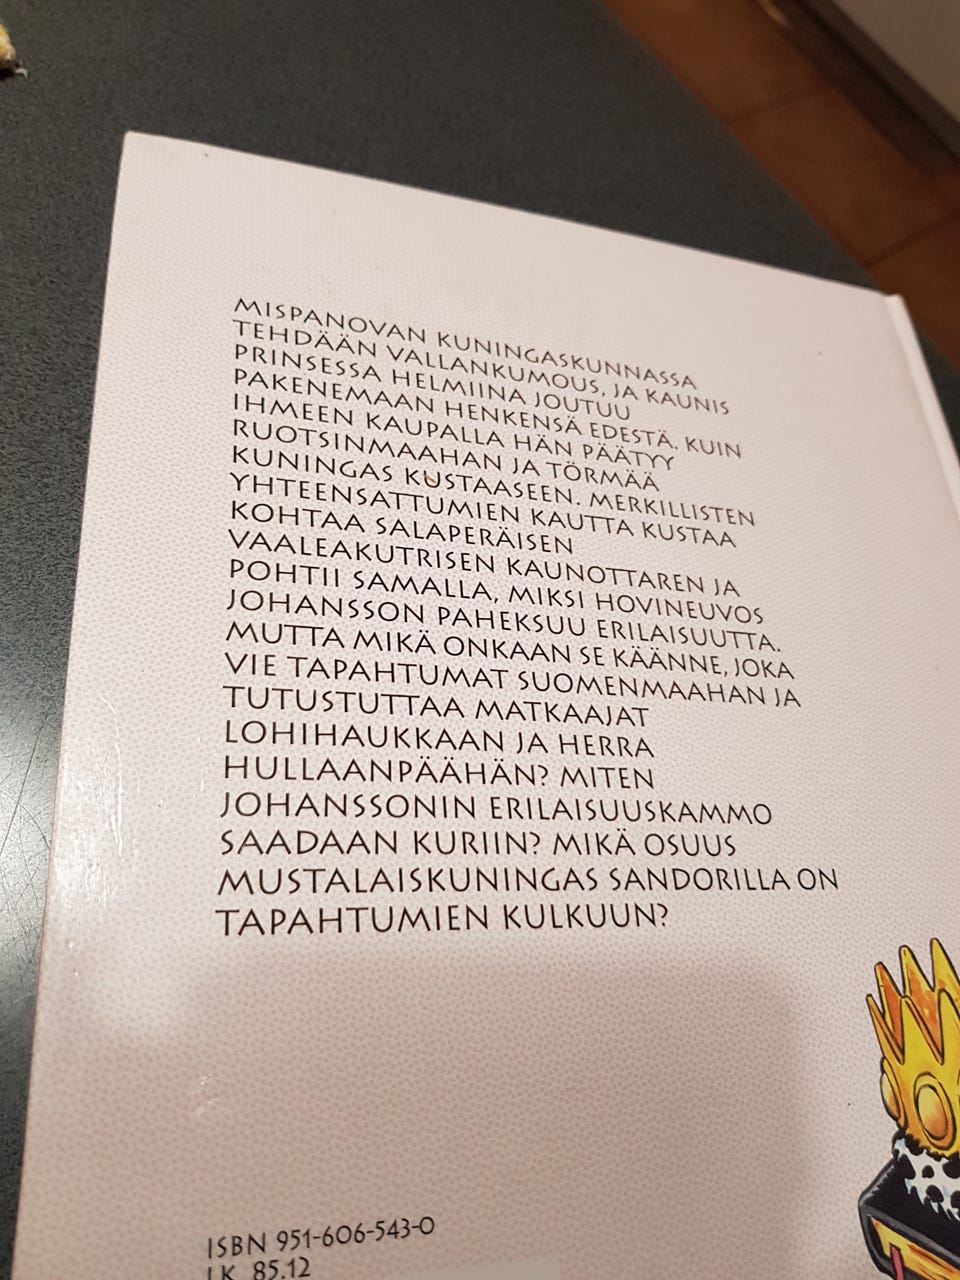 MISPANOVAN KUNINGASKUNNASSA
TEHDÄÄN VALLANKUMOUS, JA KAUNIS
PRINSESSA HELMIINA JOUTUU
PAKENEMAAN HENKENSÄ EDESTÄ. KUIN
IHMEEN KAUPALLA HÄN PÄÄTYY
RUOTSINMAAHAN JA TÖRMÄÄ
KUNINGAS KUSTAASEEN. MERKILLISTEN
YHTEENSATTUMIEN KAUTTA KUSTAA
KOHTAA SALAPERÄISEN
VAALEAKUTRISEN KAUNOTTAREN JA
POHTII SAMALLA, MIKSI HOVINEUVOS
JOHANSSON PAHEKSUU ERILAISUUTTA.
MUTTA MIKÄ ONKAAN SE KÄÄNNE, JOKA
VIE TAPAHTUMAT SUOMENMAAHAN JA
TUTUSTUTTAA MATKAAJAT
LOHIHAUKKAAN JA HERRA
HULLAANPÄÄHÄN? MITEN
JOHANSSONIN ERILAISUUSKAMMO
SAADAAN KURIIN? MIKÄ OSUUS
MUSTALAISKUNINGAS SANDORILLA ON
TAPAHTUMIEN KULKUUN?
ISBN 951-606-543-0
LK 85.12